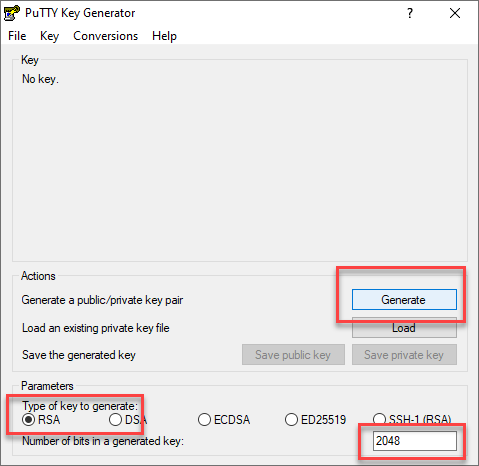 PuTTY Key Generator ? ×
File Key Conversions Help
Key
No key.
Actions
Generate a public/private key pair Generate
Load an existing private key file Load
Save the generated key Save public key Save private key
Parameters
Type of key to generate:
RSA DSA ECDSA ED25519 SSH-1 (RSA)
Number of bits in a generated key: 2048